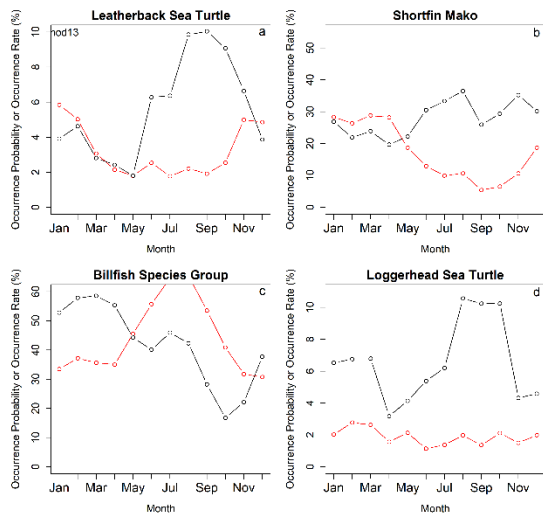 Leatherback Sea Turtle
nod13
a
Occurrence Probability or Occurrence Rate (%)
0 2 4 6 8 10
Jan Mar May Jul Sep Nov
Month
Shortfin Mako
b
Occurrence Probability or Occurrence Rate (%)
0 10 20 30 40 50
Jan Mar May Jul Sep Nov
Month
Billfish Species Group
c
Occurrence Probability or Occurrence Rate (%)
0 10 20 30 40 50 60
Jan Mar May Jul Sep Nov
Month
Loggerhead Sea Turtle
d
Occurrence Probability or Occurrence Rate (%)
0 2 4 6 8 10
Jan Mar May Jul Sep Nov
Month